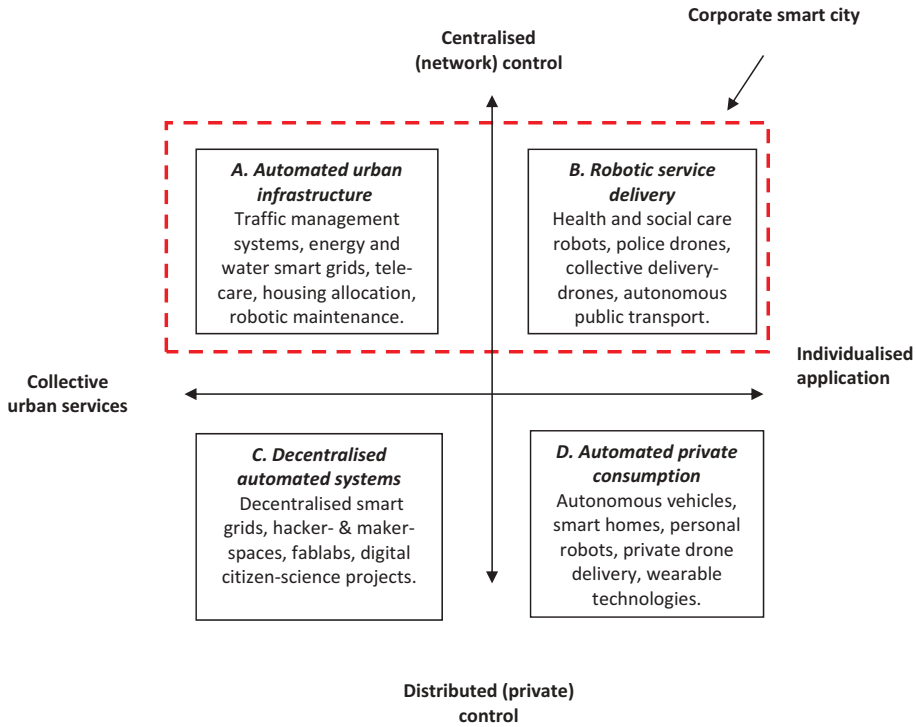 Corporate smart city
Centralised
(network) control
A. Automated urban
infrastructure
Traffic management
systems, energy and
water smart grids, tele-
care, housing allocation,
robotic maintenance.
B. Robotic service
delivery
Health and social care
robots, police drones,
collective delivery-
drones, autonomous
public transport.
Collective
urban services
Individualised
application
C. Decentralised
automated systems
Decentralised smart
grids, hacker- & maker-
spaces, fablabs, digital
citizen-science projects.
D. Automated private
consumption
Autonomous vehicles,
smart homes, personal
robots, private drone
delivery, wearable
technologies.
Distributed (private)
control